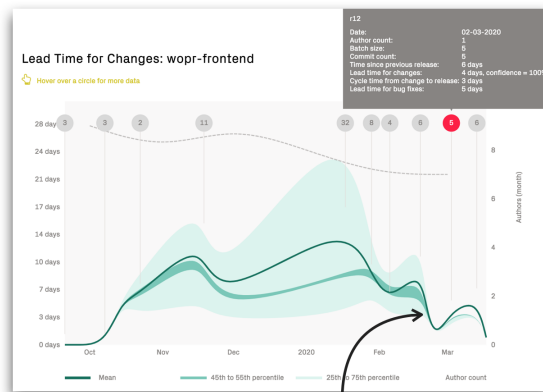 r12
Date: 02-03-2020
Author count: 1
Batch size: 5
Commit count: 5
Time since previous release: 6 days
Lead time for changes: 4 days, confidence = 100%
Cycle time from change to release: 3 days
Lead time for bug fixes: 5 days
Lead Time for Changes: wopr-frontend
Hover over a circle for more data
28 days
24 days
21 days
17 days
14 days
10 days
7 days
3 days
0 days
3 3 2 11 32 8 4 6 5 6
8
6
4
2
0
Authors (month)
Oct Nov Dec 2020 Feb Mar
Mean 45th to 55th percentile 25th to 75th percentile Author count